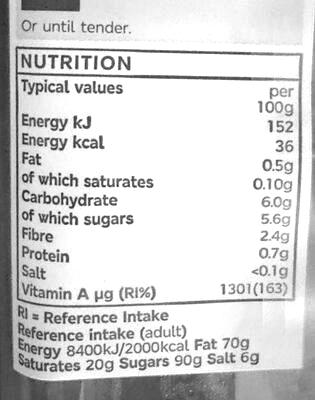 Or until tender.
NUTRITION
Typical values per
100g
Energy kJ 152
Energy kcal 36
Fat 0.5g
of which saturates 0.10g
Carbohydrate 6.0g
of which sugars 5.6g
Fibre 2.4g
Protein 0.7g
Salt <0.1g
Vitamin A µg (RI%) 1301(163)
RI = Reference Intake
Reference intake (adult)
Energy 8400kJ/2000kcal Fat 70g
Saturates 20g Sugars 90g Salt 6g